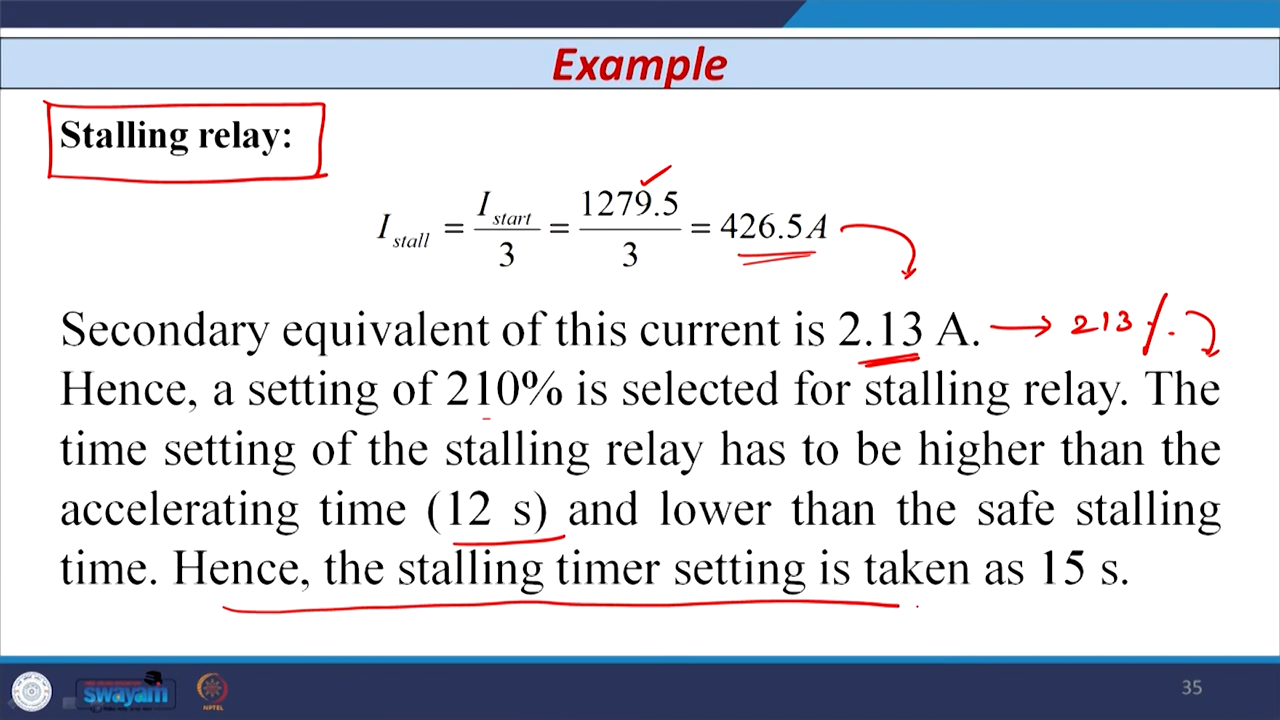 Example
Stalling relay:
I_stall = I_start / 3 = 1279.5 / 3 = 426.5 A
Secondary equivalent of this current is 2.13 A. → 213 %.
Hence, a setting of 210% is selected for stalling relay. The
time setting of the stalling relay has to be higher than the
accelerating time (12 s) and lower than the safe stalling
time. Hence, the stalling timer setting is taken as 15 s.
swayam
NPTEL
35